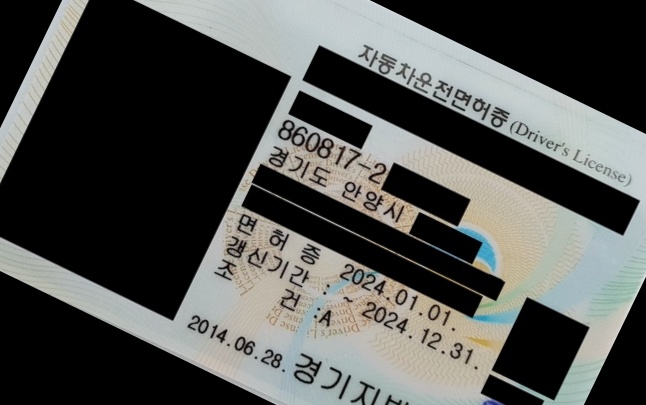 자동차운전면허증 (Driver's License)
860817-2
경기도 안양시
면 허 증
갱신기간 : 2024.01.01.
~ 2024.12.31.
조 건 :A
2014.06.28. 경기지방